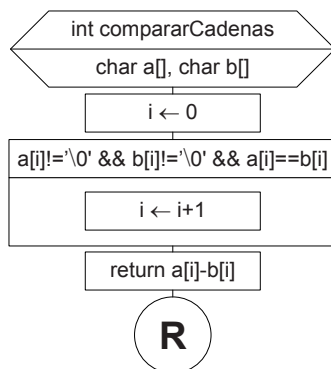 int compararCadenas
char a[], char b[]
i ← 0
a[i]!='\0' && b[i]!='\0' && a[i]==b[i]
i ← i+1
return a[i]-b[i]
R